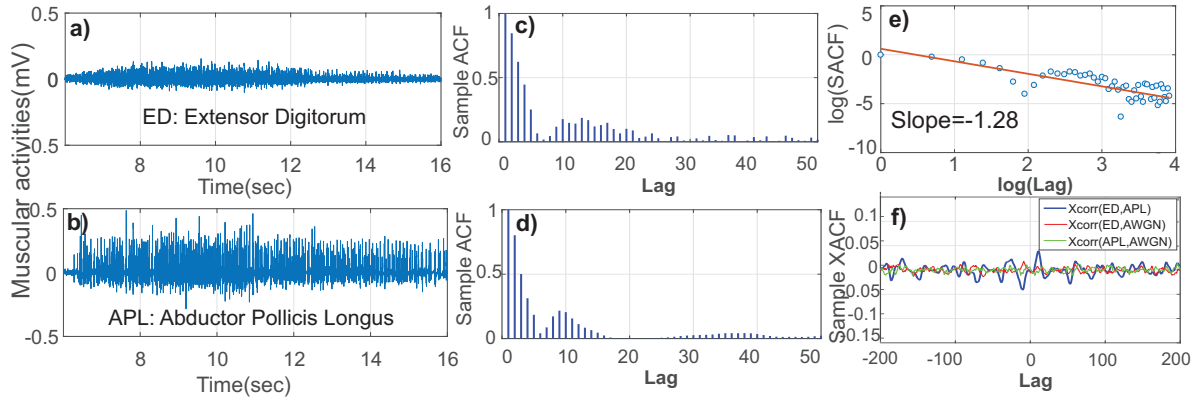 Muscular activities(mV)
a)
0.5
0
-0.5
ED: Extensor Digitorum
8 10 12 14 16
Time(sec)
b)
0.5
0
-0.5
APL: Abductor Pollicis Longus
8 10 12 14 16
Time(sec)
c)
Sample ACF
1
0.5
0
0 10 20 30 40 50
Lag
d)
Sample ACF
1
0.5
0
0 10 20 30 40 50
Lag
e)
log(SACF)
5
0
-5
-10
Slope=-1.28
0 1 2 3 4
log(Lag)
f)
Sample XACF
0.1
0.05
0
-0.05
-0.1
-0.15
Xcorr(ED,APL)
Xcorr(ED,AWGN)
Xcorr(APL,AWGN)
-200 -100 0 100 200
Lag